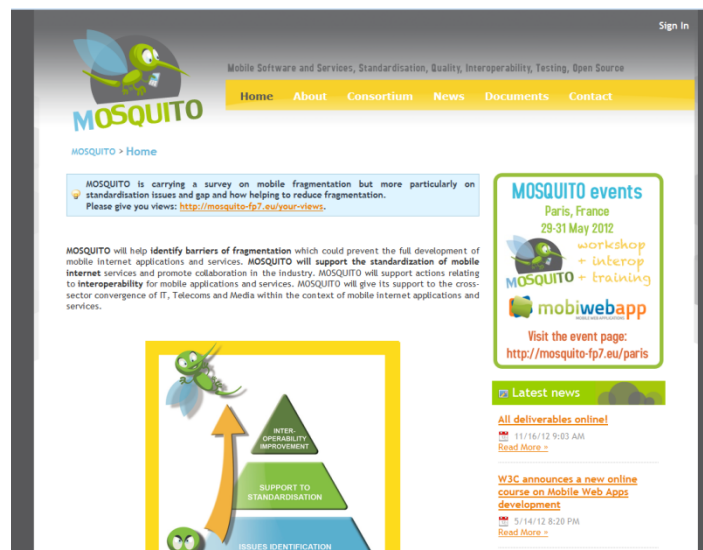 Sign In
MOSQUITO
Mobile Software and Services, Standardisation, Quality, Interoperability, Testing, Open Source
Home About Consortium News Documents Contact
MOSQUITO > Home
MOSQUITO is carrying a survey on mobile fragmentation but more particularly on
standardisation issues and gap and how helping to reduce fragmentation.
Please give you views: http://mosquito-fp7.eu/your-views.
MOSQUITO will help identify barriers of fragmentation which could prevent the full development of
mobile internet applications and services. MOSQUITO will support the standardization of mobile
internet services and promote collaboration in the industry. MOSQUITO will support actions relating
to interoperability for mobile applications and services. MOSQUITO will give its support to the cross-
sector convergence of IT, Telecoms and Media within the context of mobile internet applications and
services.
INTER-
OPERABILITY
IMPROVEMENT
SUPPORT TO
STANDARDISATION
ISSUES IDENTIFICATION
MOSQUITO events
Paris, France
29-31 May 2012
workshop
+ interop
+ training
MOSQUITO
mobiwebapp
MOBILE WEB APPLICATIONS
Visit the event page:
http://mosquito-fp7.eu/paris
Latest news
All deliverables online!
11/16/12 9:03 AM
Read More »
W3C announces a new online
course on Mobile Web Apps
development
5/14/12 8:20 PM
Read More »